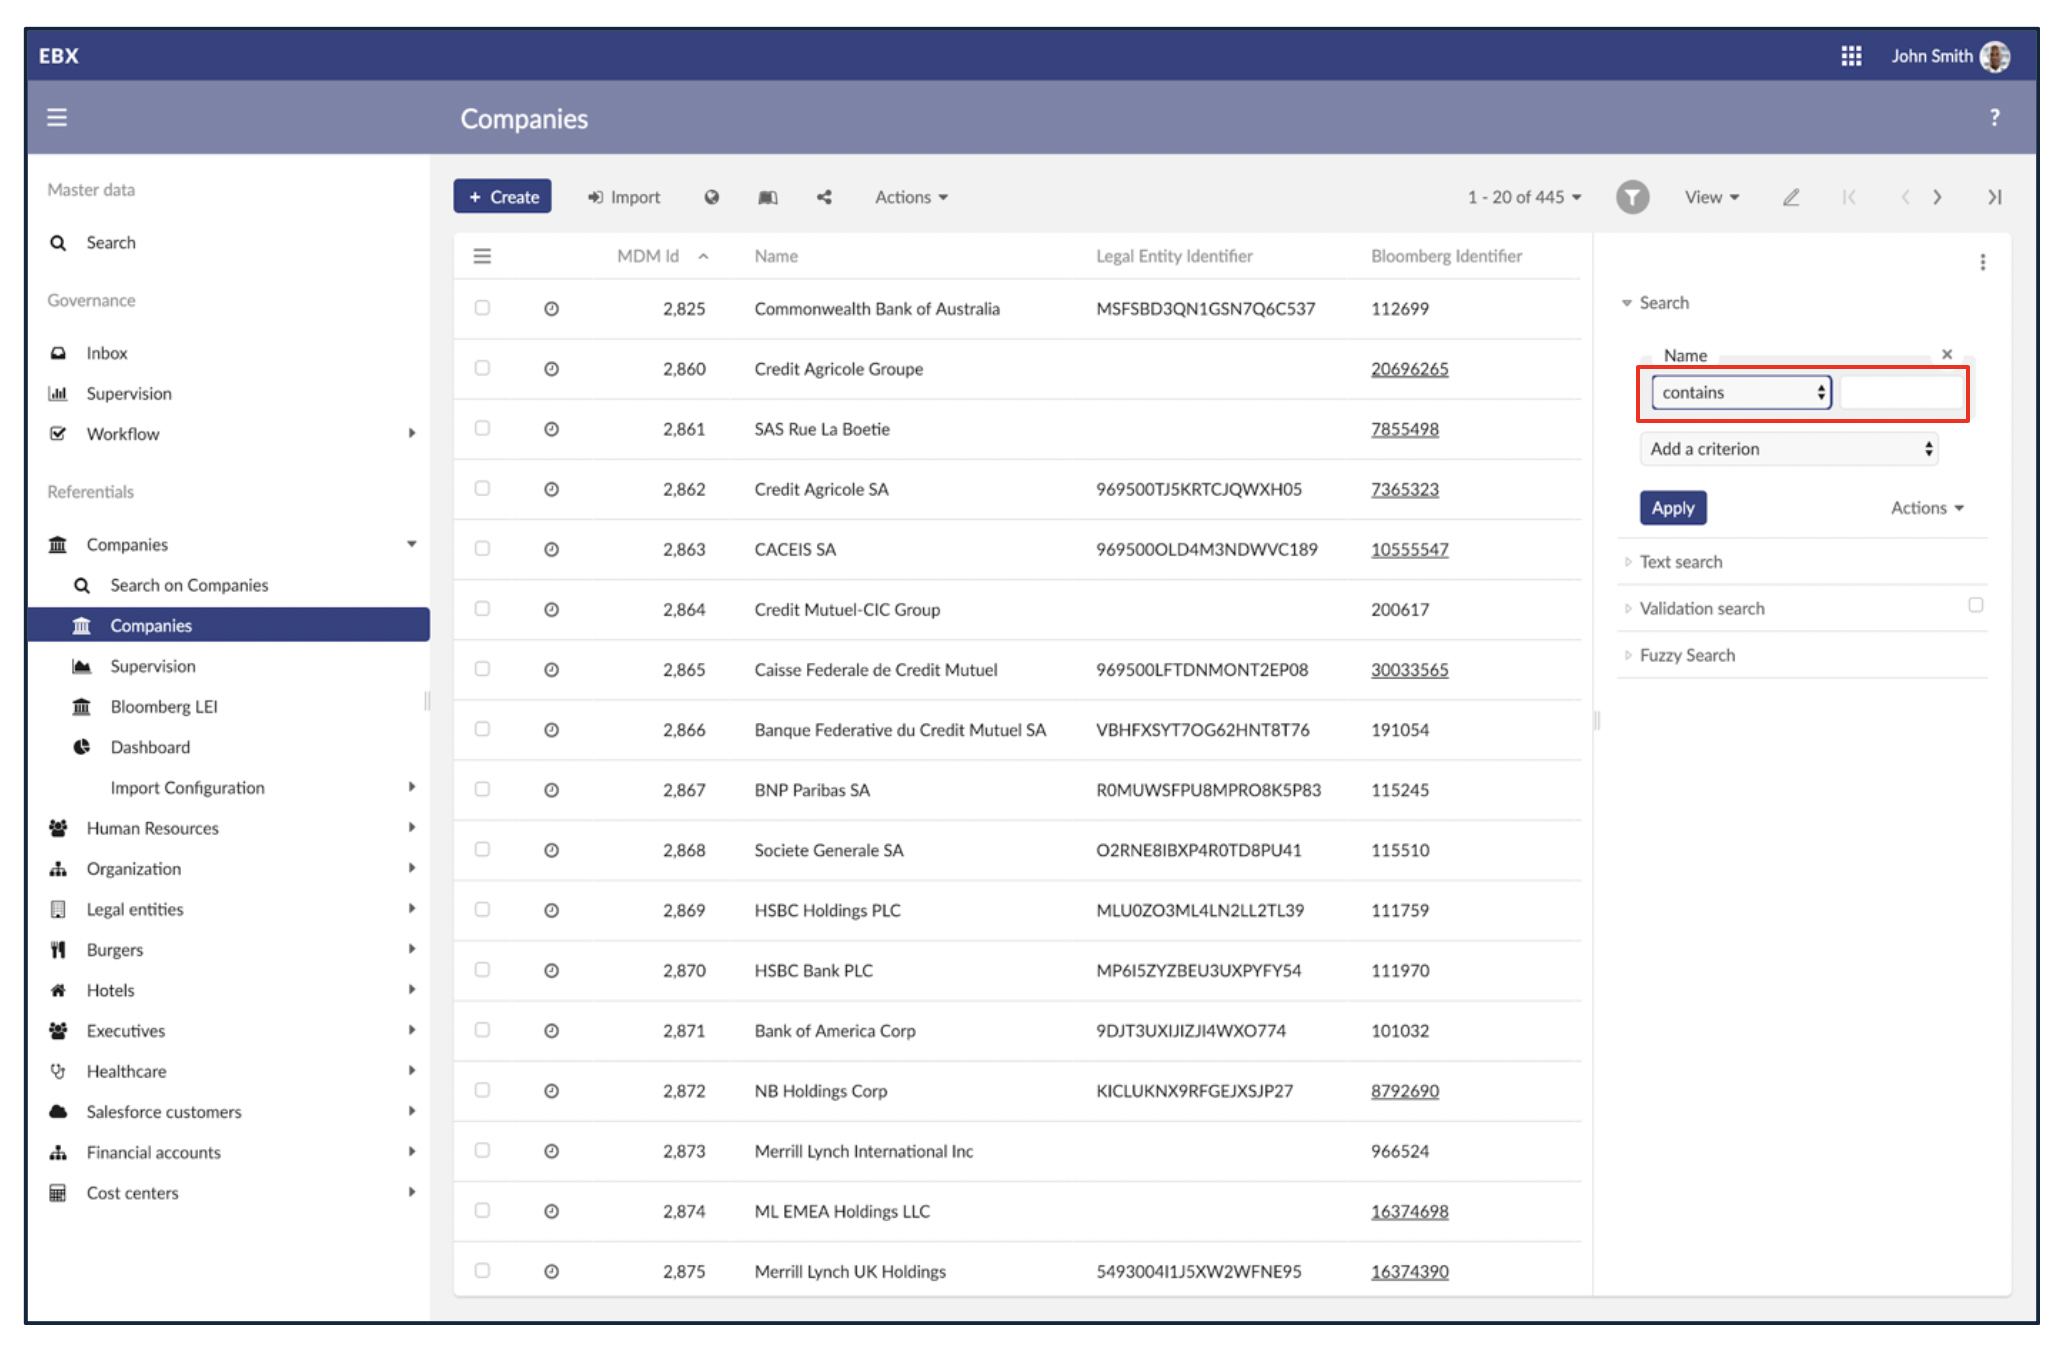 EBX
John Smith
Companies
?
Master data
Search
Governance
Inbox
Supervision
Workflow
Referentials
Companies
Search on Companies
Companies
Supervision
Bloomberg LEI
Dashboard
Import Configuration
Human Resources
Organization
Legal entities
Burgers
Hotels
Executives
Healthcare
Salesforce customers
Financial accounts
Cost centers
+ Create Import Actions 1 - 20 of 445 View
MDM Id Name Legal Entity Identifier Bloomberg Identifier
2,825 Commonwealth Bank of Australia MSFSBD3QN1GSN7Q6C537 112699
2,860 Credit Agricole Groupe 20696265
2,861 SAS Rue La Boetie 7855498
2,862 Credit Agricole SA 969500TJ5KRTCJQWXH05 7365323
2,863 CACEIS SA 969500OLD4M3NDWVC189 10555547
2,864 Credit Mutuel-CIC Group 200617
2,865 Caisse Federale de Credit Mutuel 969500LFTDNMONT2EP08 30033565
2,866 Banque Federative du Credit Mutuel SA VBHFXSYT7OG62HNT8T76 191054
2,867 BNP Paribas SA R0MUWSFPU8MPRO8K5P83 115245
2,868 Societe Generale SA O2RNE8IBXP4R0TD8PU41 115510
2,869 HSBC Holdings PLC MLU0ZO3ML4LN2LL2TL39 111759
2,870 HSBC Bank PLC MP6I5ZYZBEU3UXPYFY54 111970
2,871 Bank of America Corp 9DJT3UXIJIZJI4WXO774 101032
2,872 NB Holdings Corp KICLUKNX9RFGEJXSJP27 8792690
2,873 Merrill Lynch International Inc 966524
2,874 ML EMEA Holdings LLC 16374698
2,875 Merrill Lynch UK Holdings 5493004I1J5XW2WFNE95 16374390
Search
Name
contains
Add a criterion
Apply Actions
Text search
Validation search
Fuzzy Search